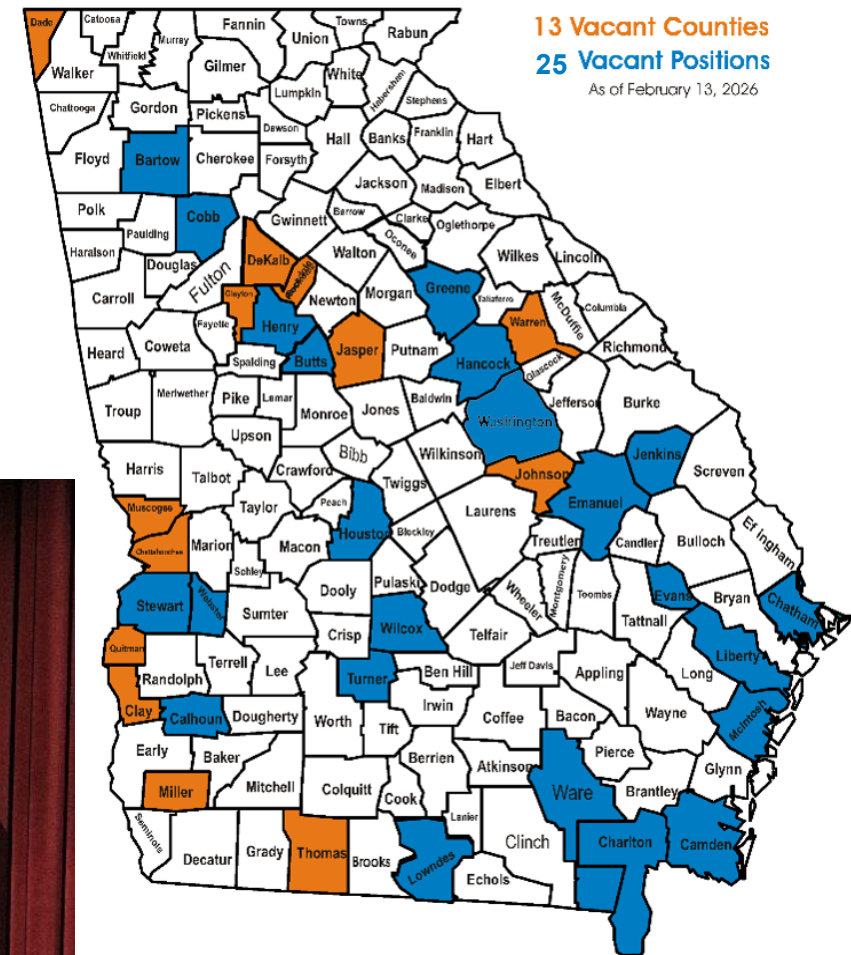 13 Vacant Counties
25 Vacant Positions
As of February 13, 2026
Dade
Catoosa
Whitfield
Murray
Fannin
Union
Towns
Rabun
Walker
Gilmer
White
Habersham
Lumpkin
Stephens
Chattooga
Gordon
Pickens
Dawson
Hall
Banks
Franklin
Hart
Floyd
Bartow
Cherokee
Forsyth
Jackson
Madison
Elbert
Polk
Paulding
Cobb
Gwinnett
Barrow
Clarke
Oglethorpe
Oconee
Haralson
Douglas
Fulton
DeKalb
Walton
Wilkes
Lincoln
Carroll
Clayton
Newton
Morgan
Greene
Taliaferro
McDuffie
Columbia
Warren
Fayette
Henry
Richmond
Heard
Coweta
Spalding
Butts
Jasper
Putnam
Hancock
Glascock
Troup
Meriwether
Pike
Lamar
Monroe
Jones
Baldwin
Washington
Jefferson
Burke
Upson
Bibb
Wilkinson
Harris
Talbot
Crawford
Twiggs
Johnson
Emanuel
Jenkins
Screven
Muscogee
Taylor
Peach
Houston
Bleckley
Laurens
Chattahoochee
Marion
Macon
Treutler
Candler
Bulloch
Ef ingham
Schley
Dooly
Pulaski
Dodge
Wheeler
Montgomery
Toombs
Stewart
Webster
Sumter
Crisp
Wilcox
Telfair
Tattnall
Evans
Bryan
Chatham
Quitman
Randolph
Terrell
Lee
Turner
Ben Hill
Jeff Davis
Appling
Long
Liberty
Clay
Calhoun
Dougherty
Worth
Tift
Irwin
Coffee
Bacon
Wayne
McIntosh
Early
Baker
Mitchell
Colquitt
Berrien
Atkinson
Pierce
Ware
Brantley
Glynn
Miller
Cook
Lanier
Clinch
Charlton
Camden
Seminole
Decatur
Grady
Thomas
Brooks
Lowndes
Echols